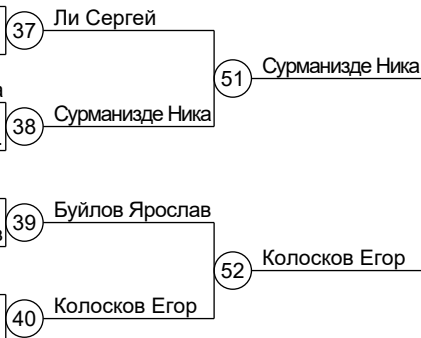 37 Ли Сергей
51 Сурманизде Ника
а
38 Сурманизде Ника
39 Буйлов Ярослав
в
52 Колосков Егор
40 Колосков Егор